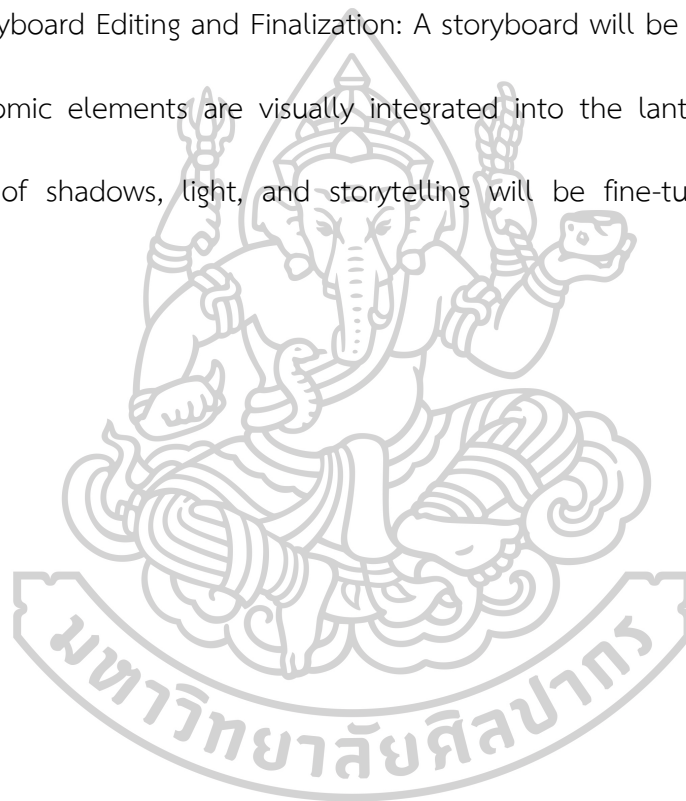 yboard Editing and Finalization: A storyboard will be
omic elements are visually integrated into the lant
of shadows, light, and storytelling will be fine-tu
มหาวิทยาลัยศิลปากร